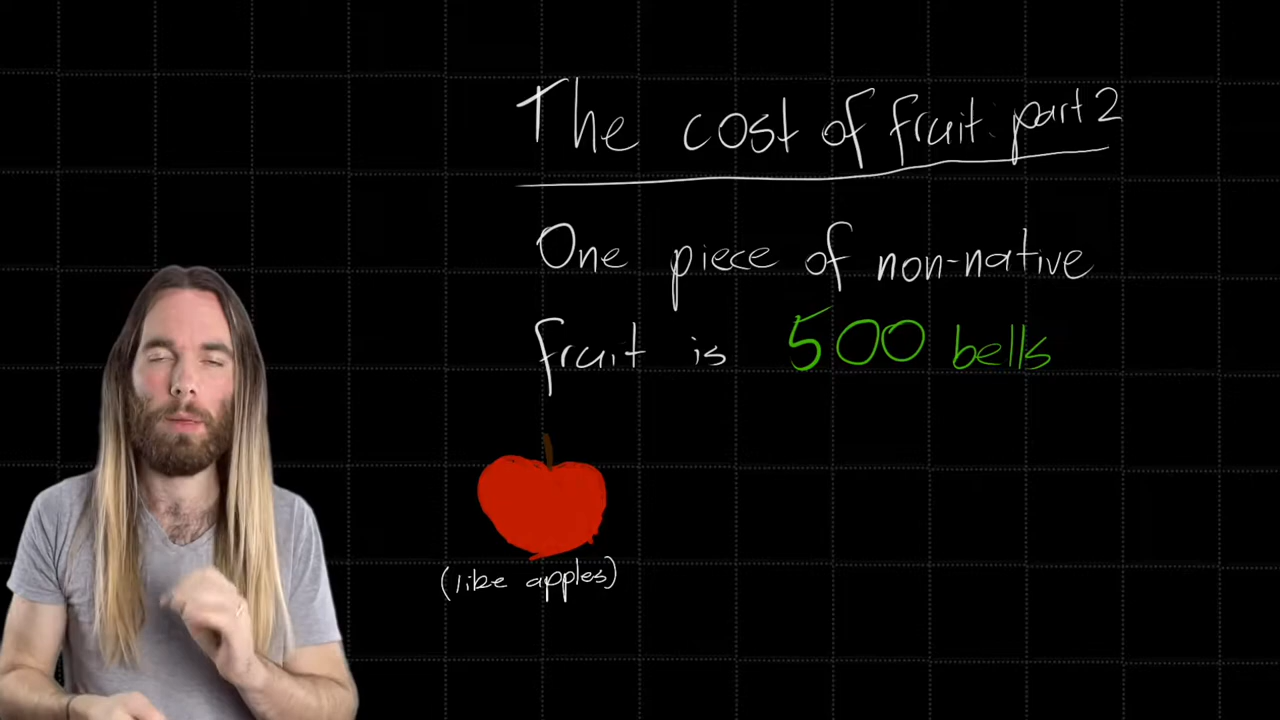 The cost of fruit: part 2
One piece of non-native
fruit is 500 bells
(like apples)